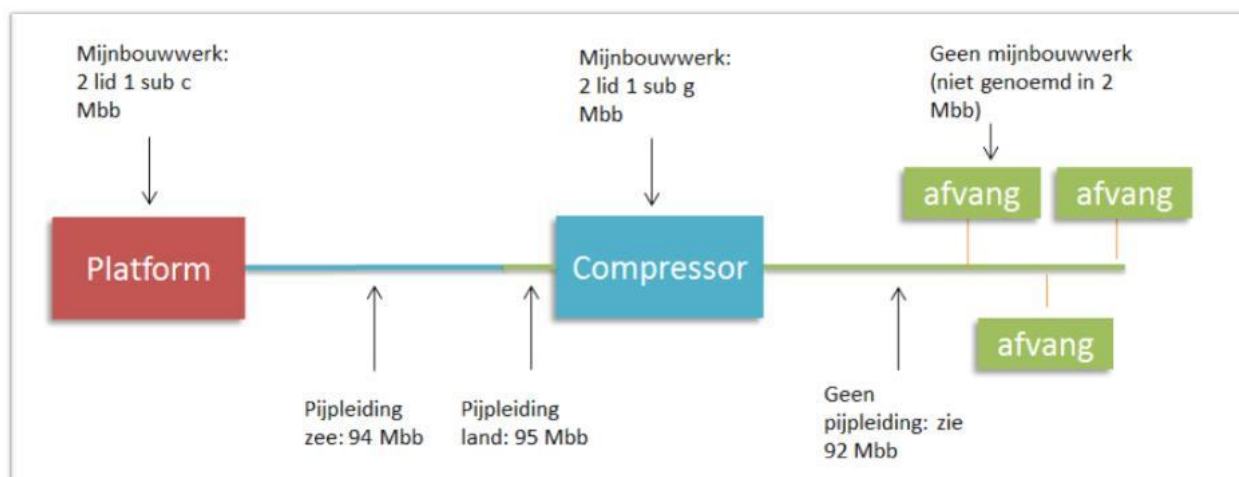 Mijnbouwwerk:
2 lid 1 sub c
Mbb
Mijnbouwwerk:
2 lid 1 sub g
Mbb
Geen mijnbouwwerk
(niet genoemd in 2
Mbb)
Platform
Compressor
afvang
afvang
afvang
Pijpleiding
zee: 94 Mbb
Pijpleiding
land: 95 Mbb
Geen
pijpleiding: zie
92 Mbb